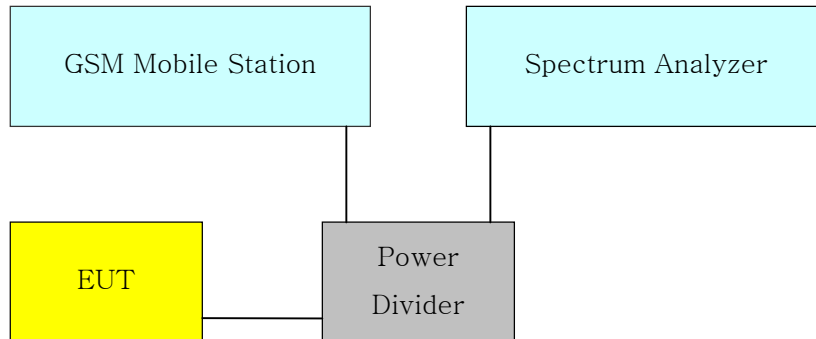 GSM Mobile Station
Spectrum Analyzer
EUT
Power
Divider